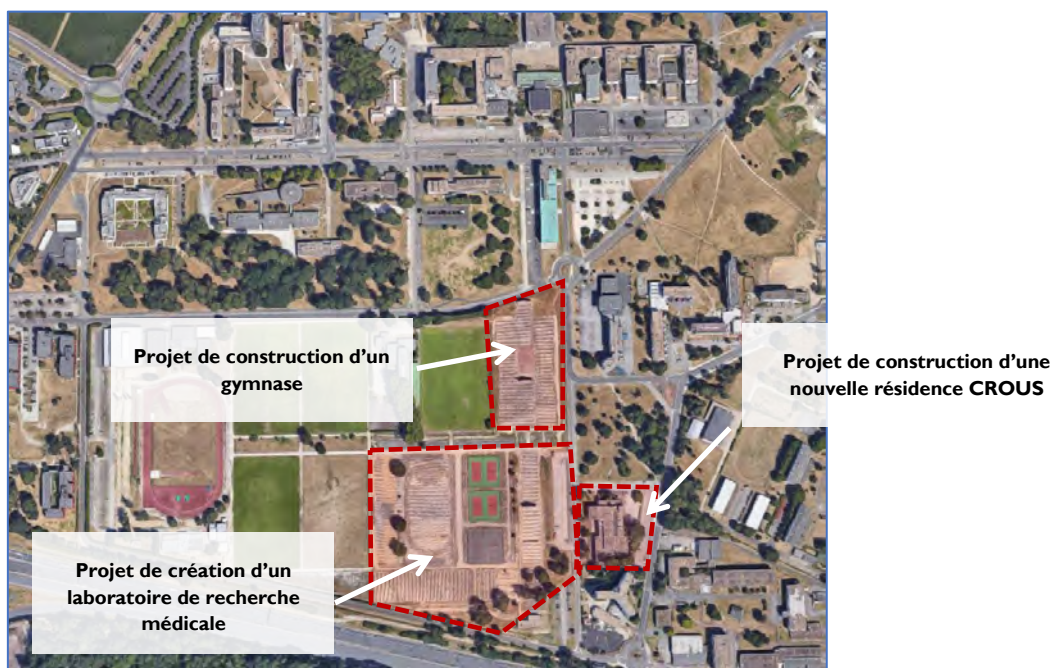 Projet de construction d'un
gymnase
Projet de construction d'une
nouvelle résidence CROUS
Projet de création d'un
laboratoire de recherche
médicale